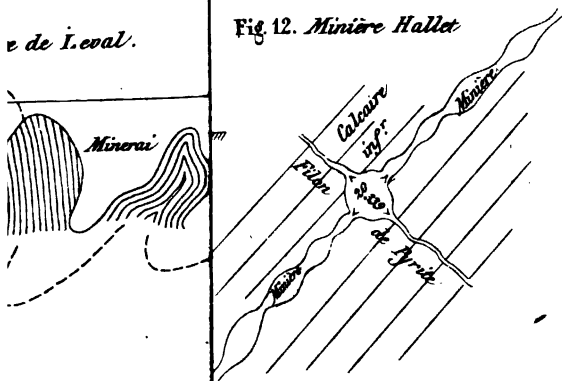 e de Leval.
Minerai
Fig. 12. Minière Hallet
Calcaire
infr
Minière
Filon
de Pyrite
Minière